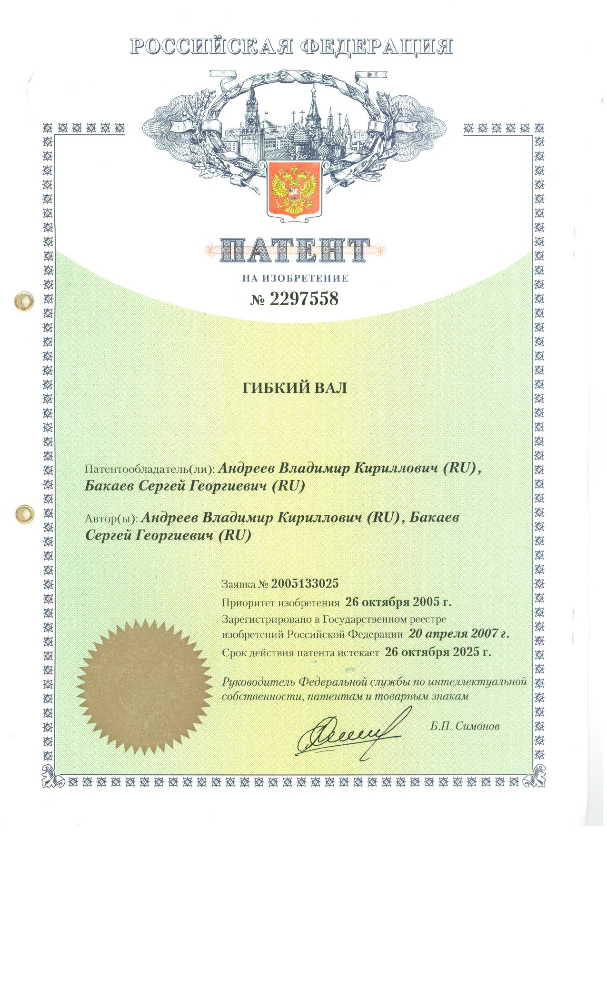 РОССИЙСКАЯ ФЕДЕРАЦИЯ
ПАТЕНТ
НА ИЗОБРЕТЕНИЕ
№ 2297558
ГИБКИЙ ВАЛ
Патентообладатель(ли): Андреев Владимир Кириллович (RU),
Бакаев Сергей Георгиевич (RU)
Автор(ы): Андреев Владимир Кириллович (RU), Бакаев
Сергей Георгиевич (RU)
Заявка № 2005133025
Приоритет изобретения 26 октября 2005 г.
Зарегистрировано в Государственном реестре
изобретений Российской Федерации 20 апреля 2007 г.
Срок действия патента истекает 26 октября 2025 г.
Руководитель Федеральной службы по интеллектуальной
собственности, патентам и товарным знакам
Б.П. Симонов